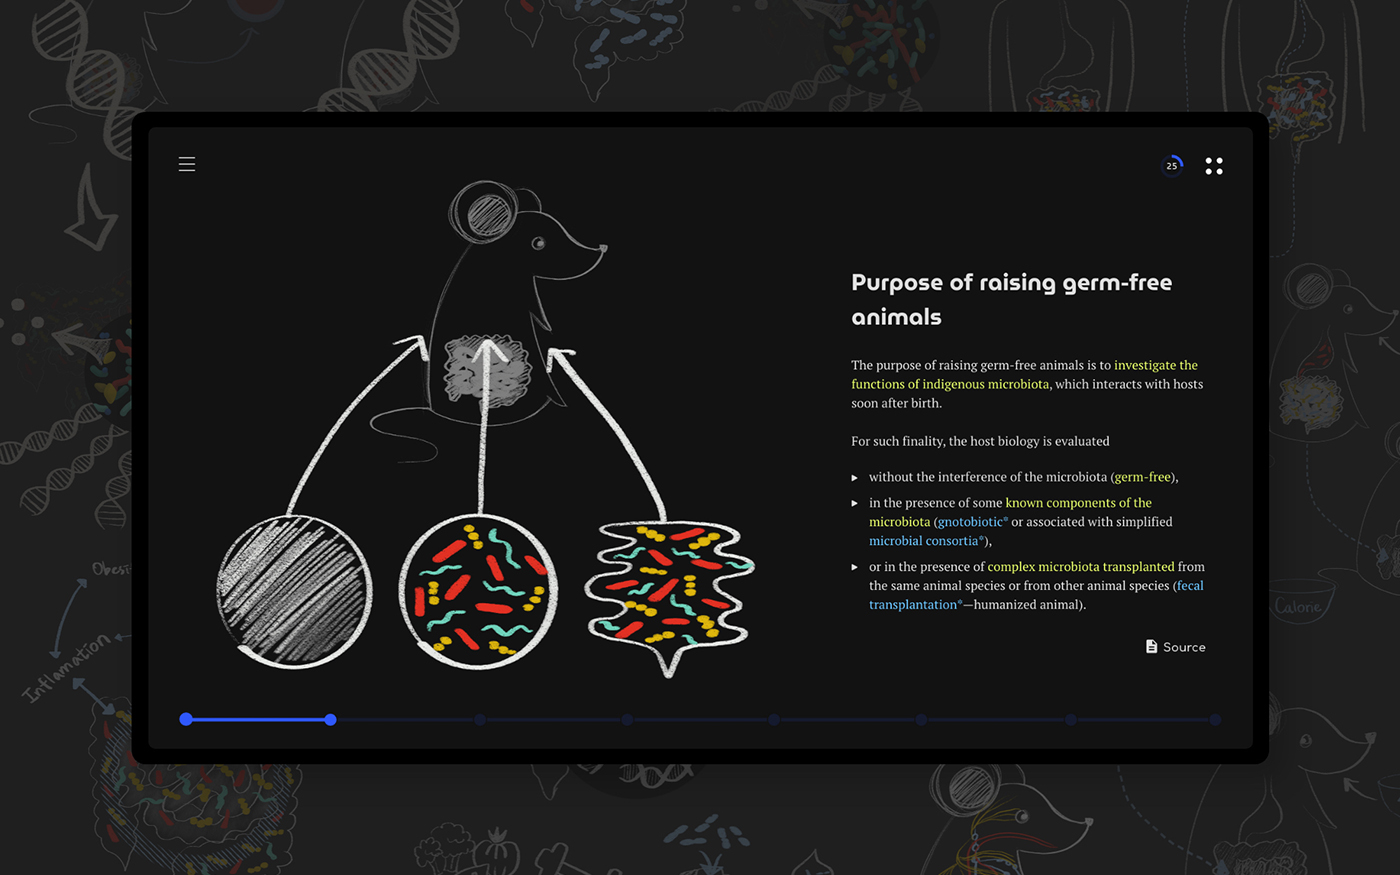 25
Purpose of raising germ-free
animals
The purpose of raising germ-free animals is to investigate the
functions of indigenous microbiota, which interacts with hosts
soon after birth.
For such finality, the host biology is evaluated
without the interference of the microbiota (germ-free),
in the presence of some known components of the
microbiota (gnotobiotic* or associated with simplified
microbial consortia*),
or in the presence of complex microbiota transplanted from
the same animal species or from other animal species (fecal
transplantation*—humanized animal).
Source
Inflamation
Calorie